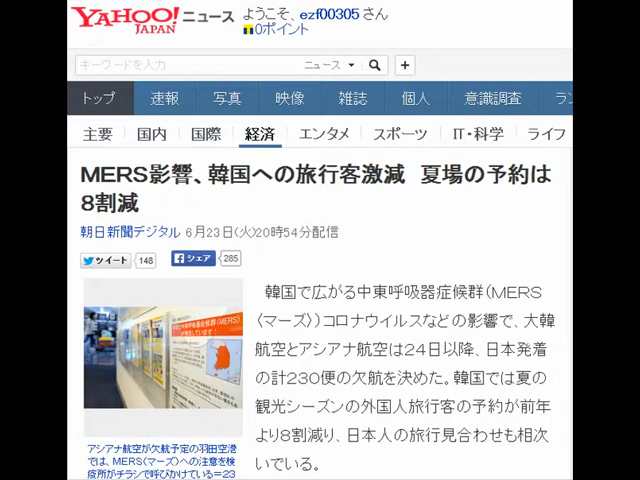 YAHOO! JAPAN ニュース
ようこそ、ezf00305さん
0ポイント
キーワードを入力 ニュース
トップ 速報 写真 映像 雑誌 個人 意識調査 ラン
主要 国内 国際 経済 エンタメ スポーツ IT・科学 ライフ
MERS影響、韓国への旅行客激減 夏場の予約は
8割減
朝日新聞デジタル 6月23日(火)20時54分配信
ツイート 148 シェア 285
韓国で広がる中東呼吸器症候群(MERS
〈マーズ〉)コロナウイルスなどの影響で、大韓
航空とアシアナ航空は24日以降、日本発着
の計230便の欠航を決めた。韓国では夏の
観光シーズンの外国人旅行客の予約が前年
より8割減り、日本人の旅行見合わせも相次
いでいる。
(MERS)
アシアナ航空が欠航予定の羽田空港
では、MERS(マーズ)への注意を検
疫所がチラシで呼びかけている=23